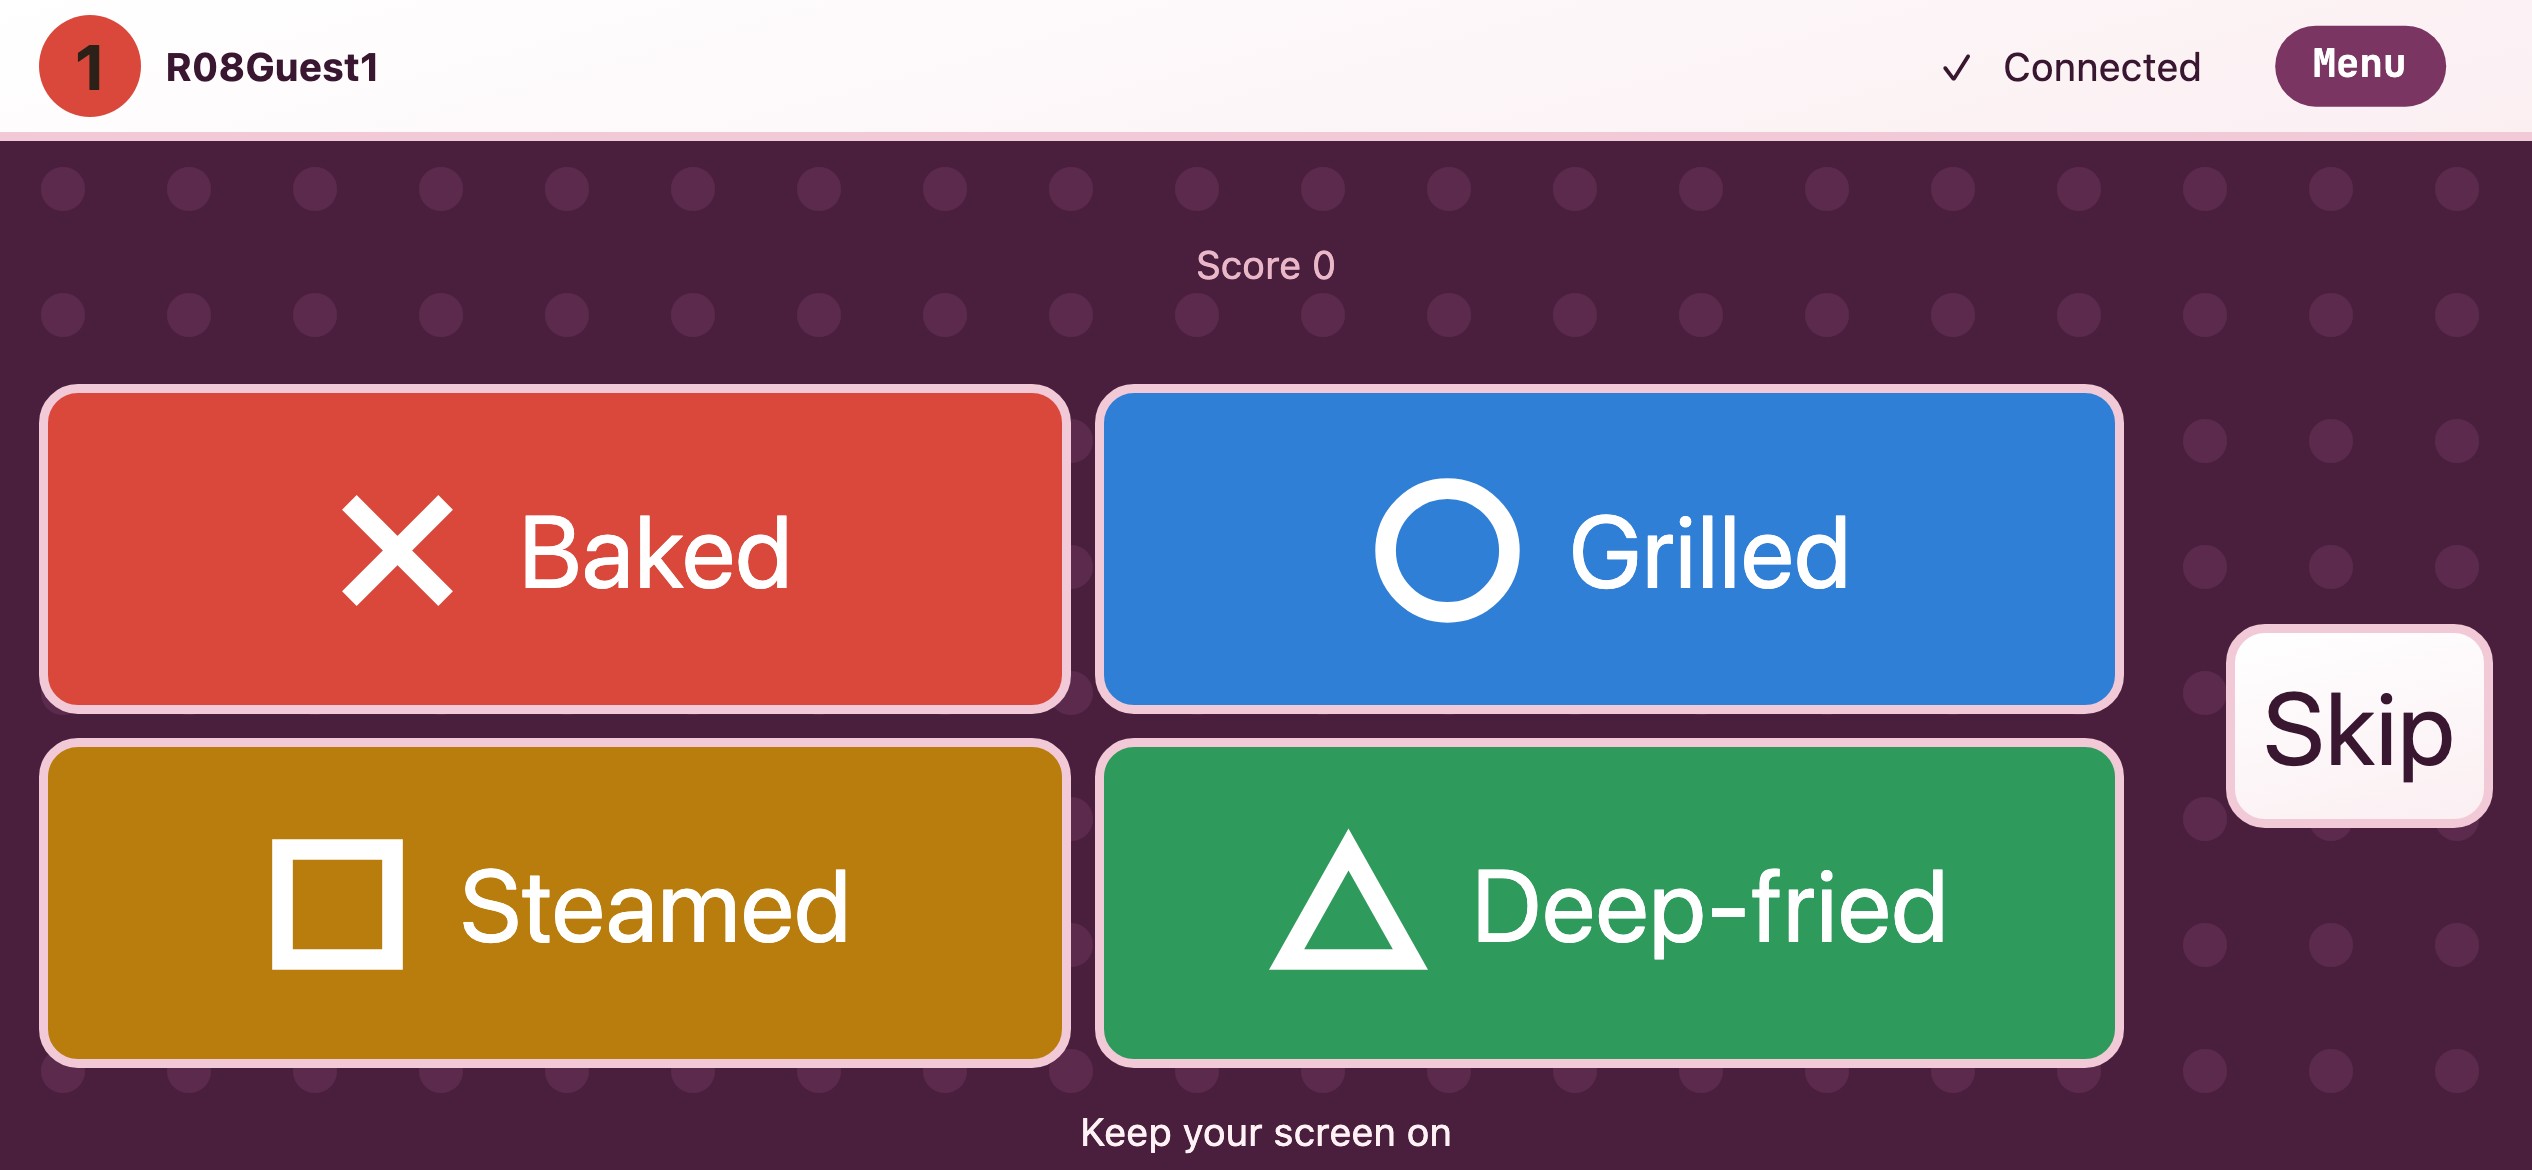 1 R08Guest1 ✓ Connected Menu
Score 0
Baked
Grilled
Steamed
Deep-fried
Skip
Keep your screen on